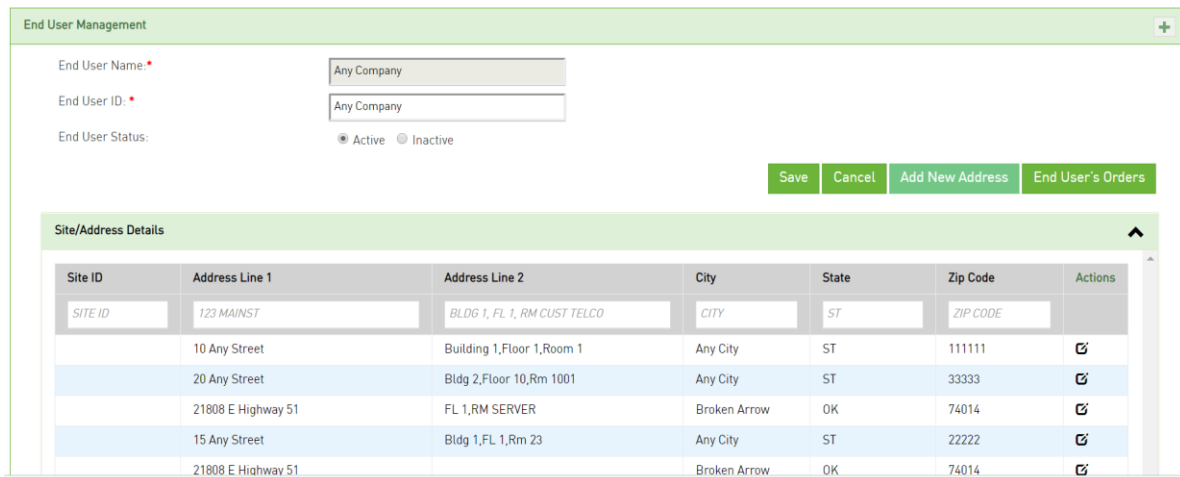 End User Management
End User Name:*
Any Company
End User ID: *
Any Company
End User Status:
Active Inactive
Save Cancel Add New Address End User's Orders
Site/Address Details
Site ID Address Line 1 Address Line 2 City State Zip Code Actions
SITE ID 123 MAINST BLDG 1, FL 1, RM CUST TELCO CITY ST ZIP CODE
10 Any Street Building 1,Floor 1,Room 1 Any City ST 111111
20 Any Street Bldg 2,Floor 10,Rm 1001 Any City ST 33333
21808 E Highway 51 FL 1,RM SERVER Broken Arrow OK 74014
15 Any Street Bldg 1,FL 1,Rm 23 Any City ST 22222
21808 E Highway 51 Broken Arrow OK 74014